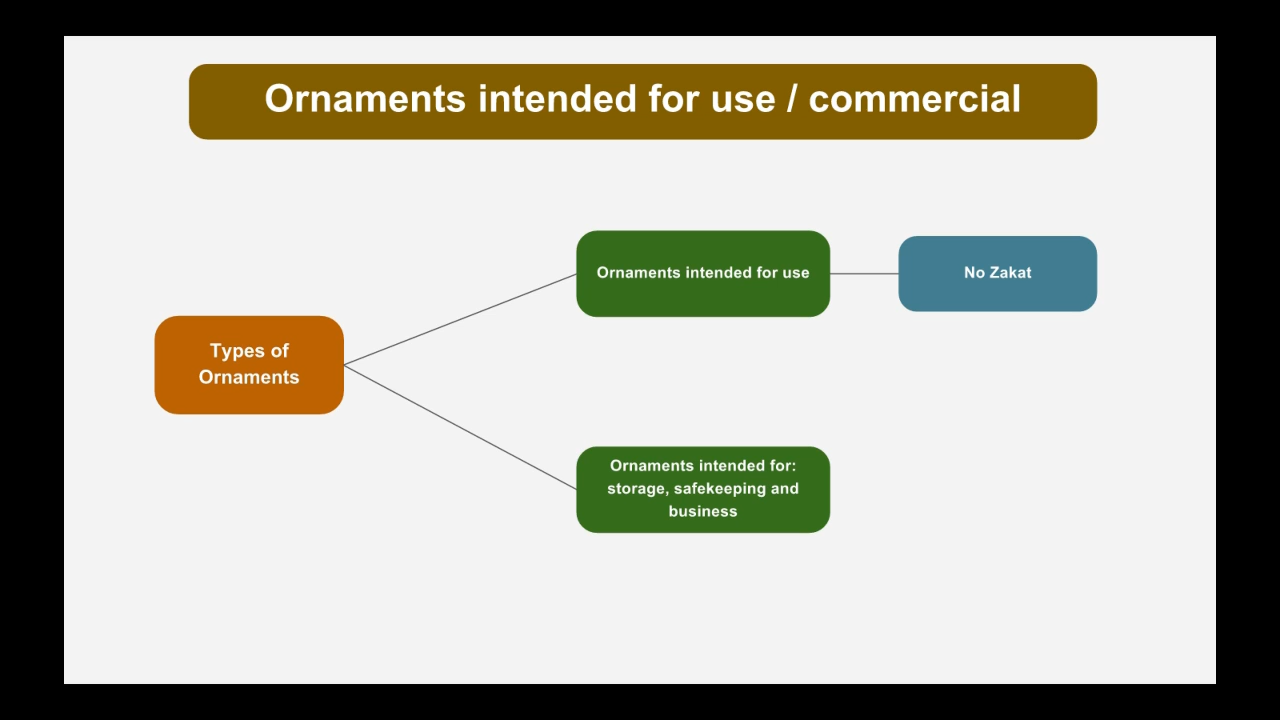 Ornaments intended for use / commercial
Ornaments intended for use
No Zakat
Types of
Ornaments
Ornaments intended for:
storage, safekeeping and
business